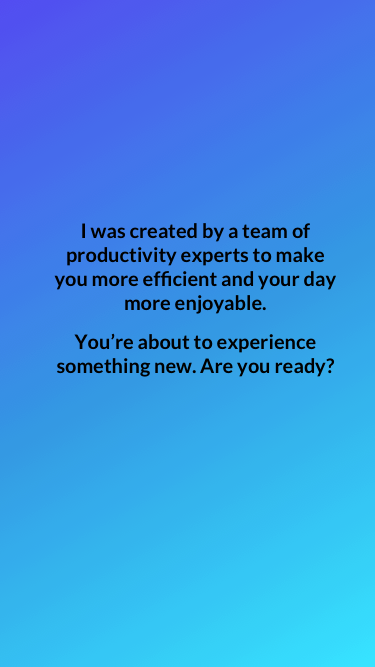 I was created by a team of
productivity experts to make
you more efficient and your day
more enjoyable.
You’re about to experience
something new. Are you ready?